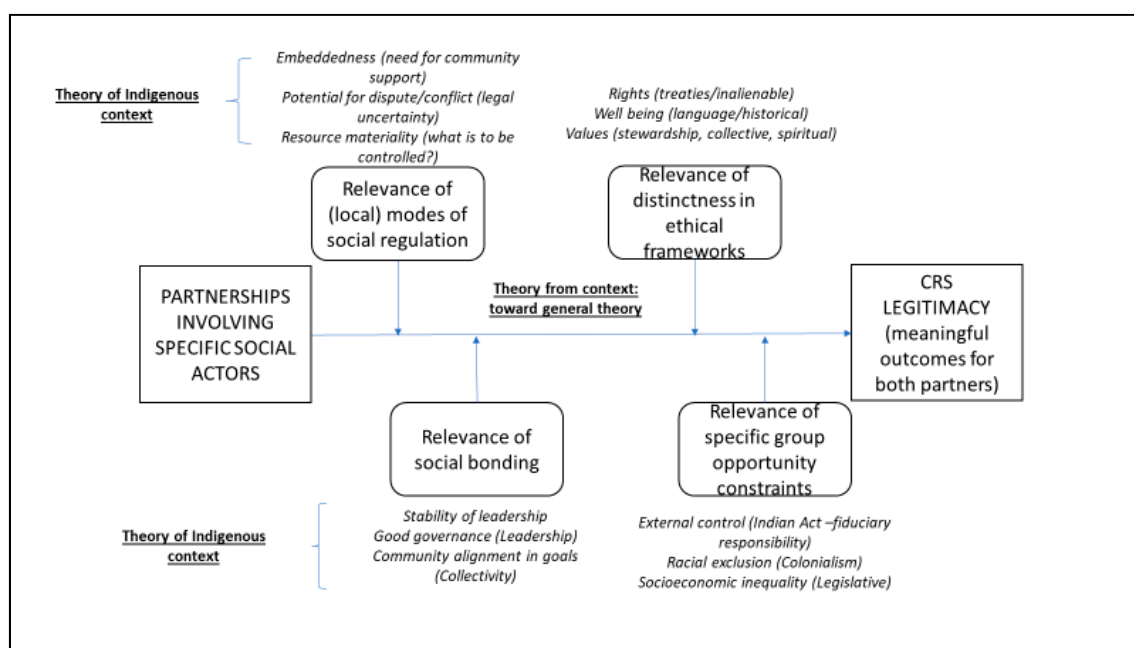 Embeddedness (need for community
support)
Potential for dispute/conflict (legal
uncertainty)
Resource materiality (what is to be
controlled?)
Theory of Indigenous
context
Rights (treaties/inalienable)
Well being (language/historical)
Values (stewardship, collective, spiritual)
Relevance of
(local) modes of
social regulation
Relevance of
distinctness in
ethical
frameworks
PARTNERSHIPS
INVOLVING
SPECIFIC SOCIAL
ACTORS
Theory from context:
toward general theory
CRS
LEGITIMACY
(meaningful
outcomes for
both partners)
Relevance of
social bonding
Relevance of
specific group
opportunity
constraints
Theory of Indigenous
context
Stability of leadership
Good governance (Leadership)
Community alignment in goals
(Collectivity)
External control (Indian Act –fiduciary
responsibility)
Racial exclusion (Colonialism)
Socioeconomic inequality (Legislative)